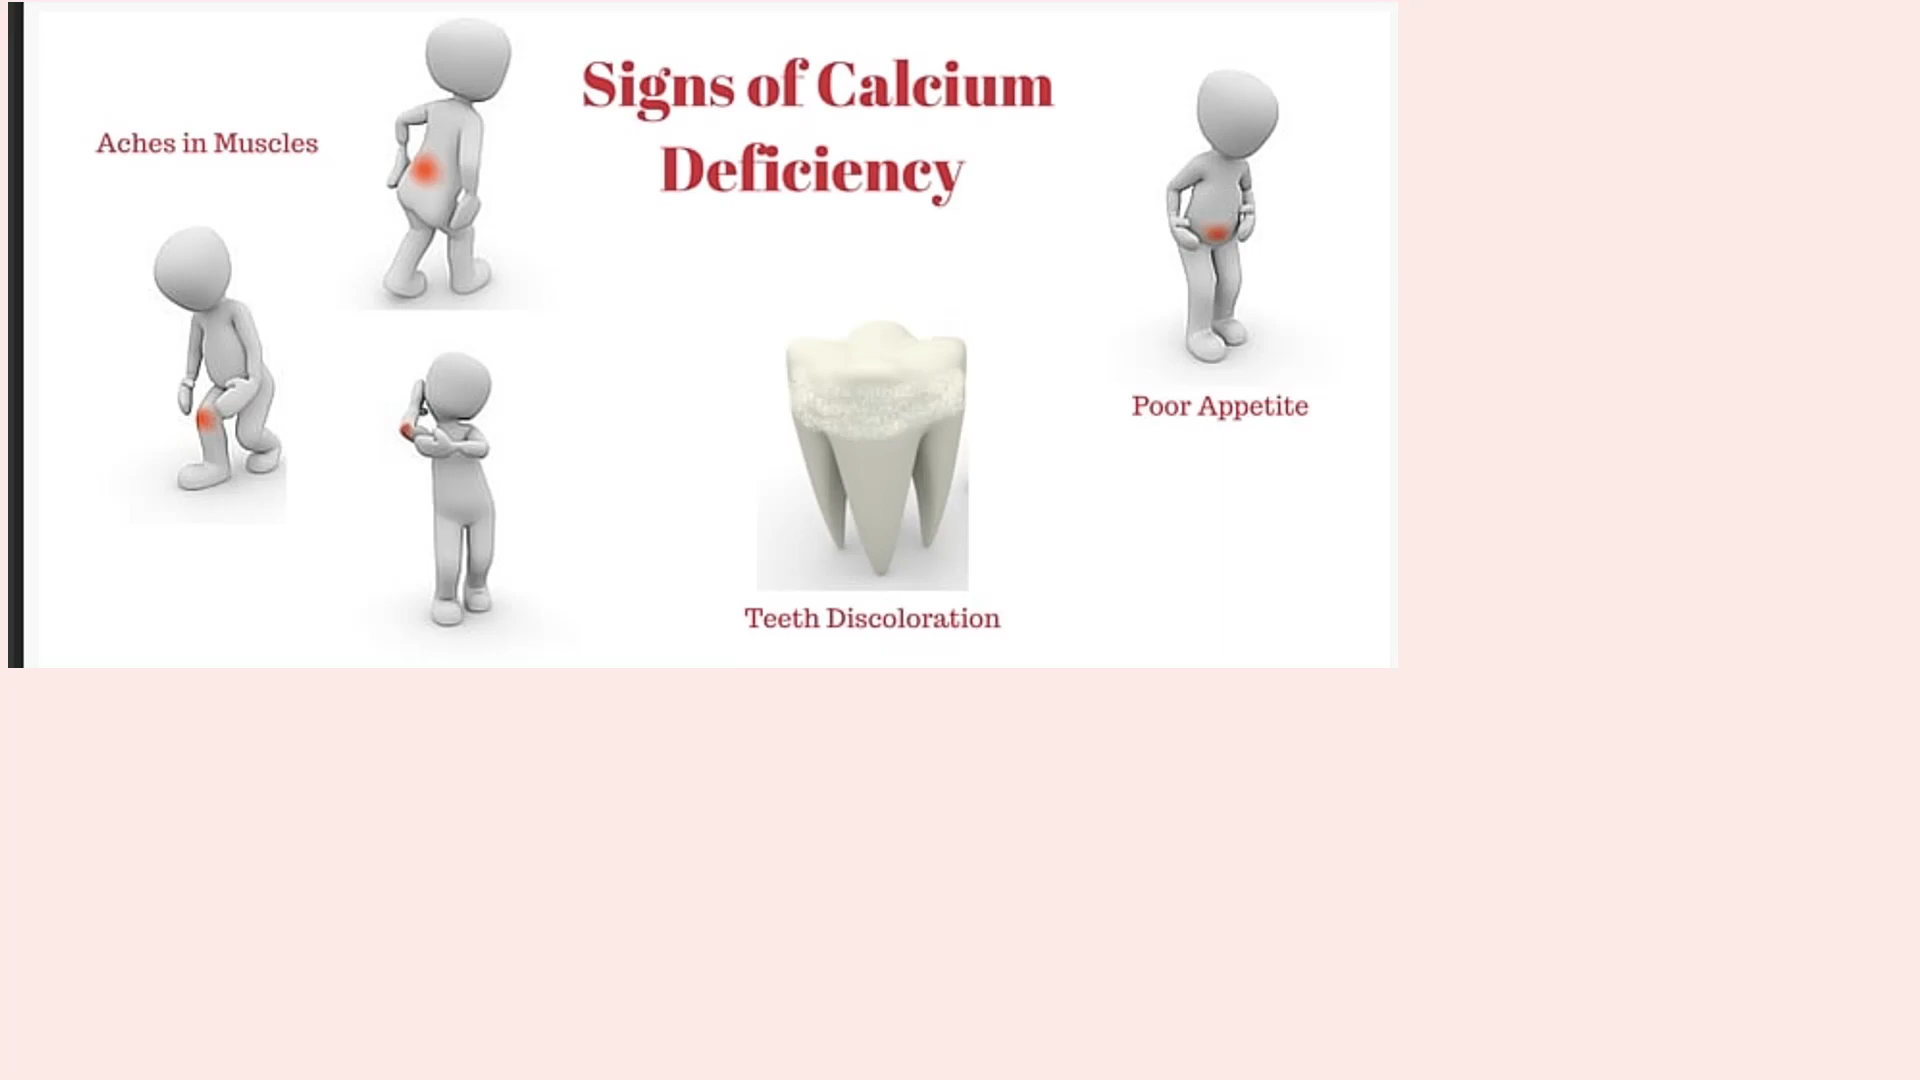 Signs of Calcium
Deficiency
Aches in Muscles
Poor Appetite
Teeth Discoloration